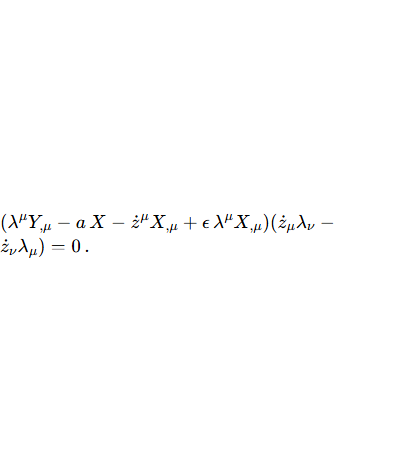 (λ^μ Y_{,μ} − a X − ż^μ X_{,μ} + ϵ λ^μ X_{,μ})(ż_μ λ_ν −
ż_ν λ_μ) = 0 .